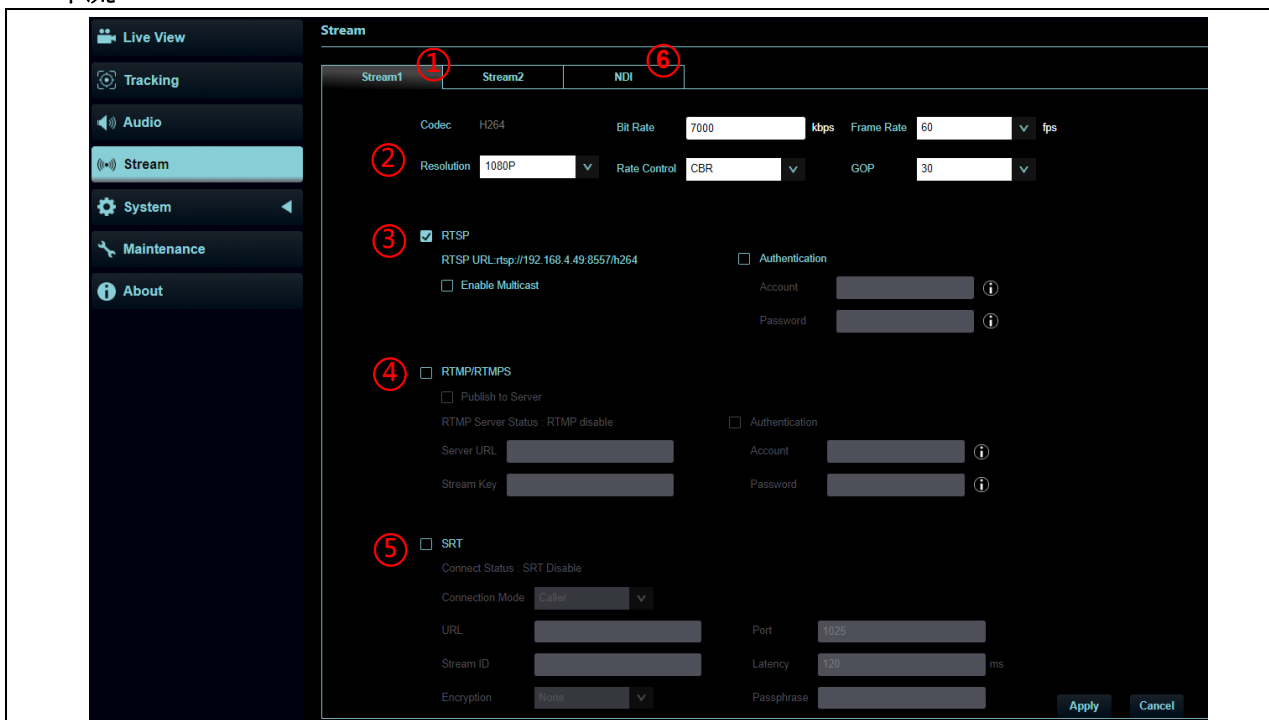 Live View
Tracking
Audio
Stream
System
Maintenance
About
Stream
① ⑥
Stream1 Stream2 NDI
Codec H264 Bit Rate 7000 kbps Frame Rate 60 fps
② Resolution 1080P Rate Control CBR GOP 30
③ RTSP
RTSP URL:rtsp://192.168.4.49:8557/h264 Authentication
Enable Multicast Account
Password
④ RTMP/RTMPS
Publish to Server
RTMP Server Status : RTMP disable Authentication
Server URL Account
Stream Key Password
⑤ SRT
Connect Status : SRT Disable
Connection Mode Caller
URL Port 1025
Stream ID Latency 120 ms
Encryption None Passphrase
Apply Cancel